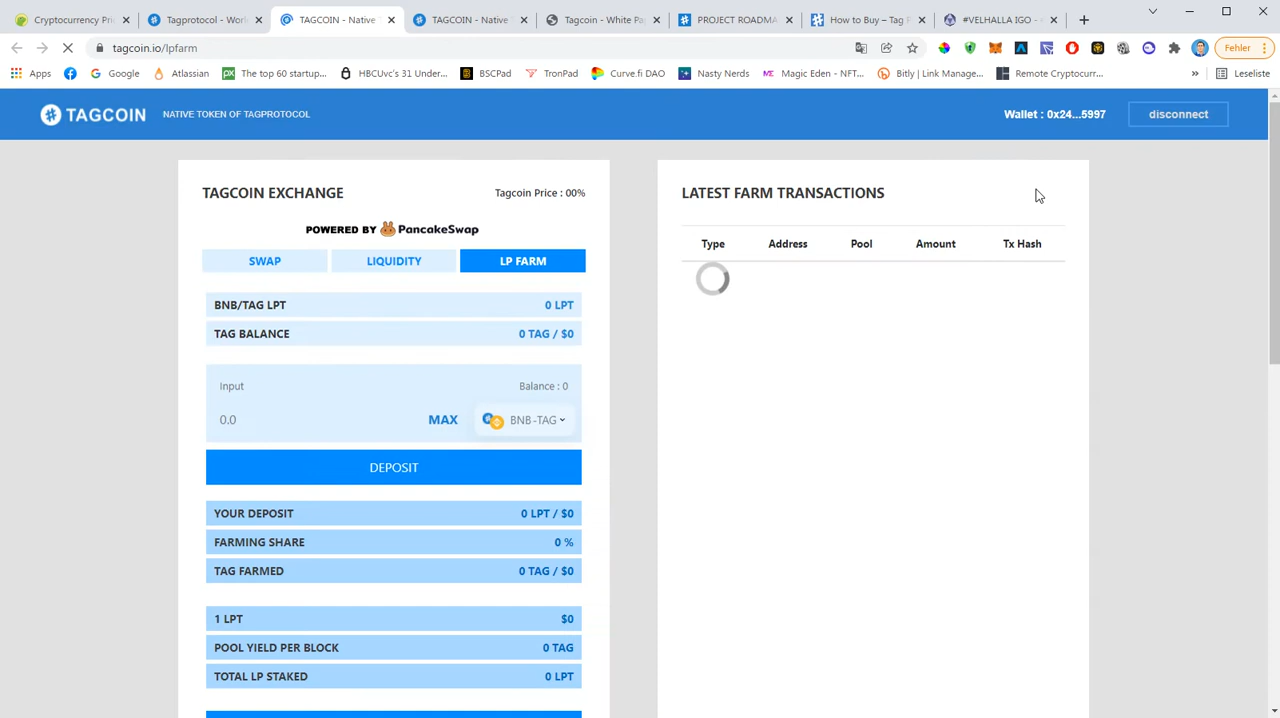 Cryptocurrency Pri
Tagprotocol - Worl
TAGCOIN - Native
TAGCOIN - Native
Tagcoin - White Pa
PROJECT ROADMA
How to Buy – Tag F
#VELHALLA IGO -
tagcoin.io/lpfarm
Fehler
Apps
Google
Atlassian
The top 60 startup...
HBCUvc's 31 Under...
BSCPad
TronPad
Curve.fi DAO
Nasty Nerds
Magic Eden - NFT...
Bitly | Link Manage...
Remote Cryptocurr...
Leseliste
TAGCOIN
NATIVE TOKEN OF TAGPROTOCOL
Wallet : 0x24...5997
disconnect
TAGCOIN EXCHANGE
Tagcoin Price : 00%
POWERED BY PancakeSwap
SWAP
LIQUIDITY
LP FARM
BNB/TAG LPT 0 LPT
TAG BALANCE 0 TAG / $0
Input Balance : 0
0.0 MAX BNB-TAG
DEPOSIT
YOUR DEPOSIT 0 LPT / $0
FARMING SHARE 0 %
TAG FARMED 0 TAG / $0
1 LPT $0
POOL YIELD PER BLOCK 0 TAG
TOTAL LP STAKED 0 LPT
LATEST FARM TRANSACTIONS
Type Address Pool Amount Tx Hash